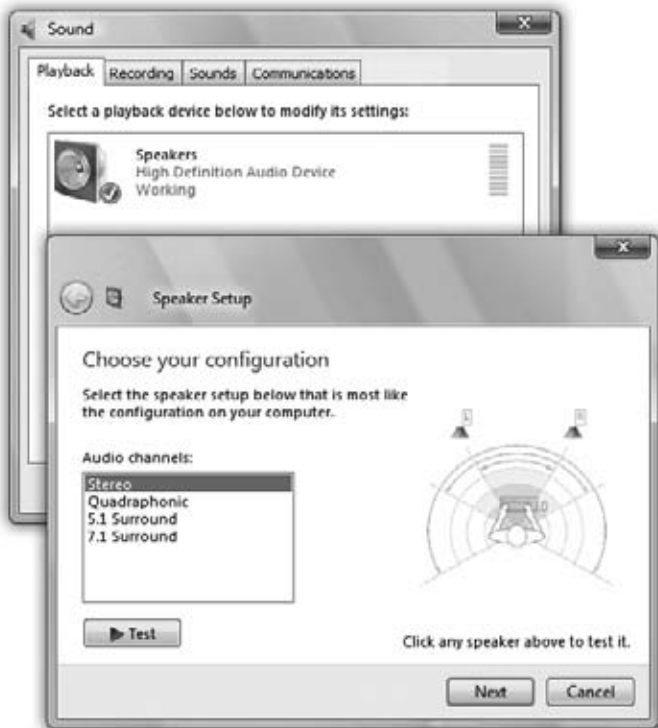 Sound
Playback Recording Sounds Communications
Select a playback device below to modify its settings:
Speakers
High Definition Audio Device
Working
Speaker Setup
Choose your configuration
Select the speaker setup below that is most like
the configuration on your computer.
Audio channels:
Stereo
Quadraphonic
5.1 Surround
7.1 Surround
L
R
Test
Click any speaker above to test it.
Next Cancel